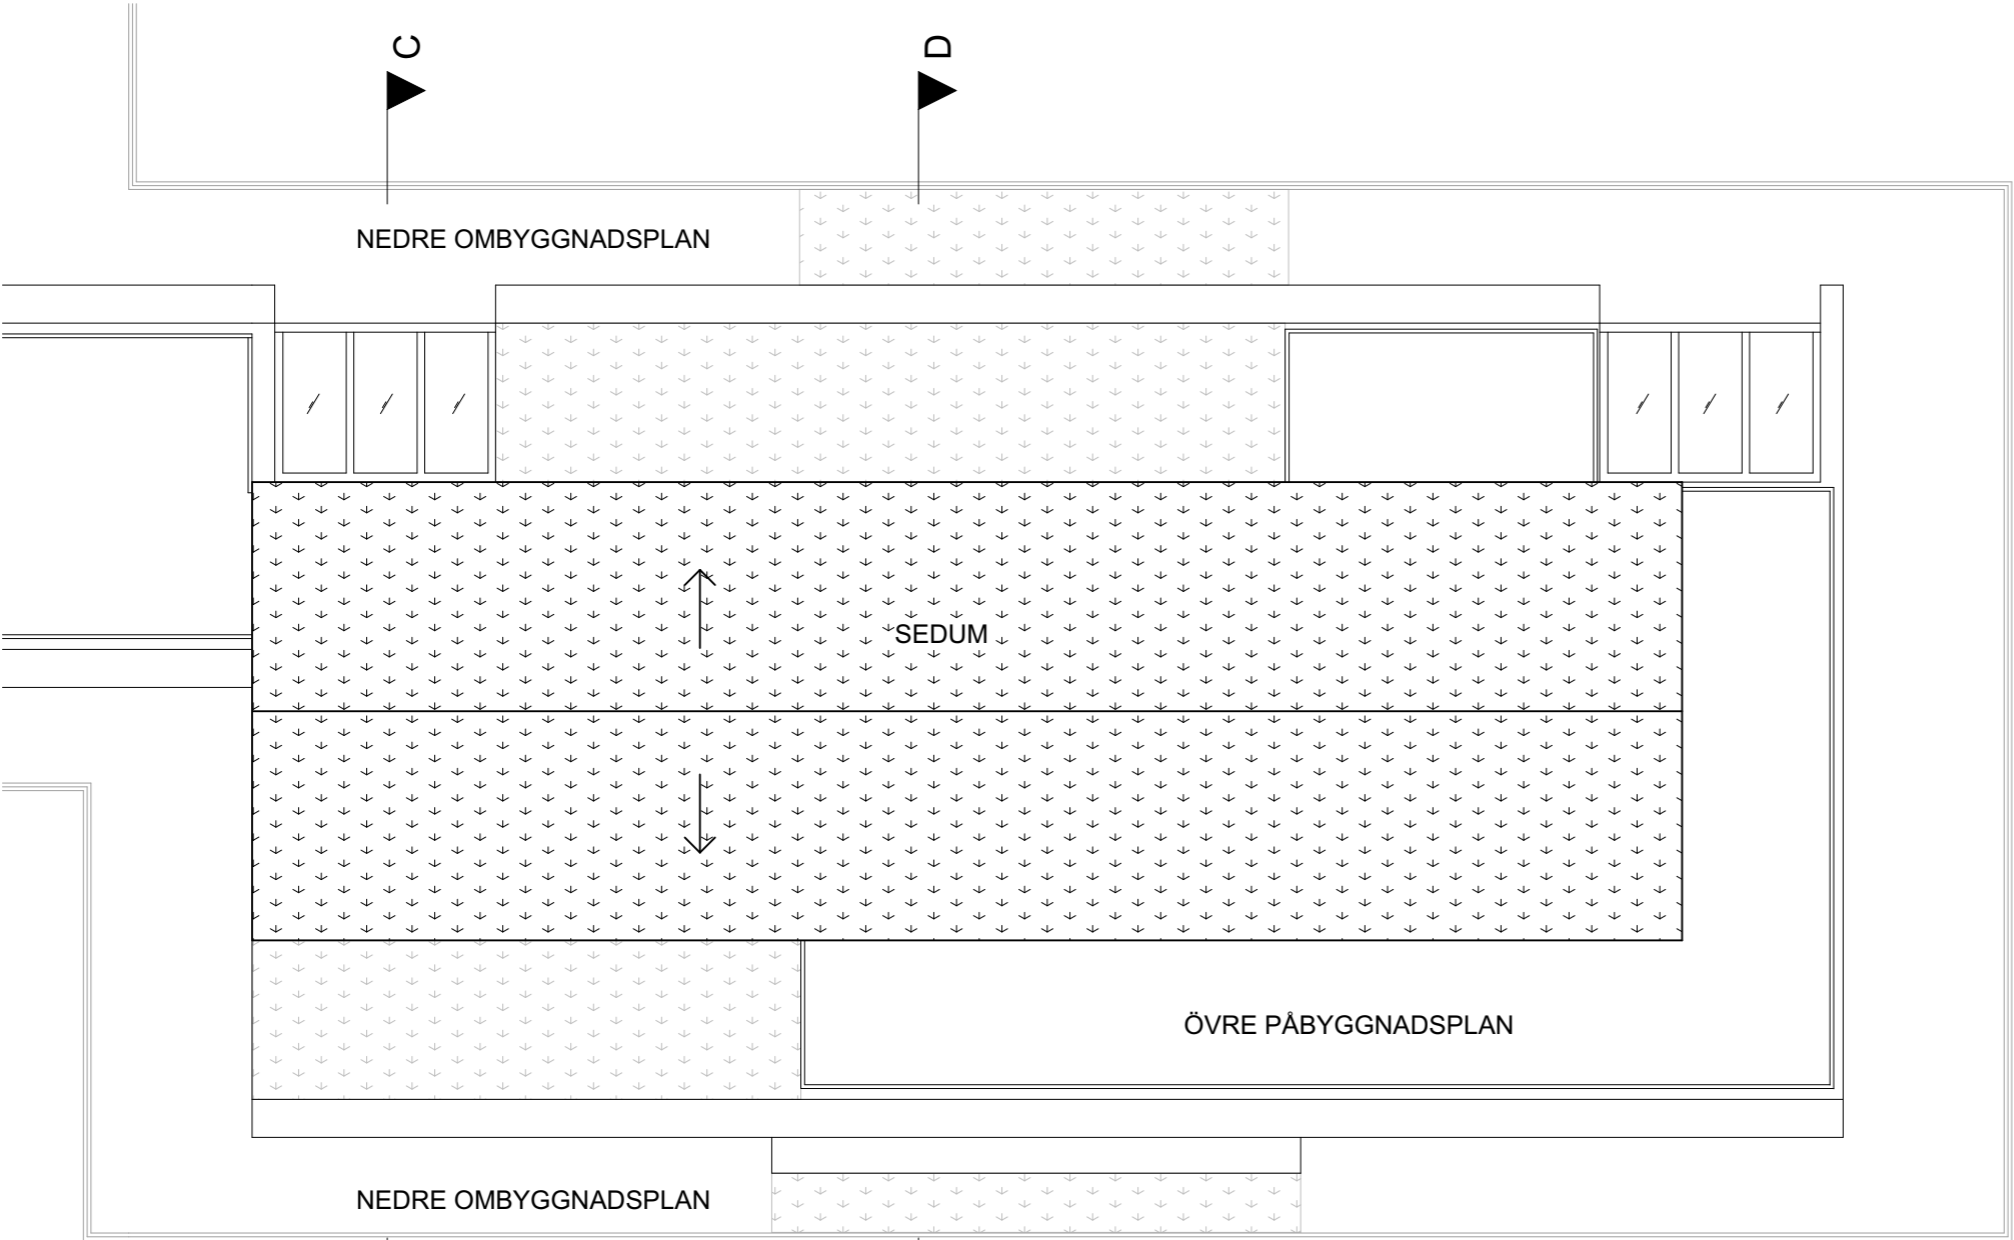 C
D
NEDRE OMBYGGNADSPLAN
SEDUM
ÖVRE PÅBYGGNADSPLAN
NEDRE OMBYGGNADSPLAN